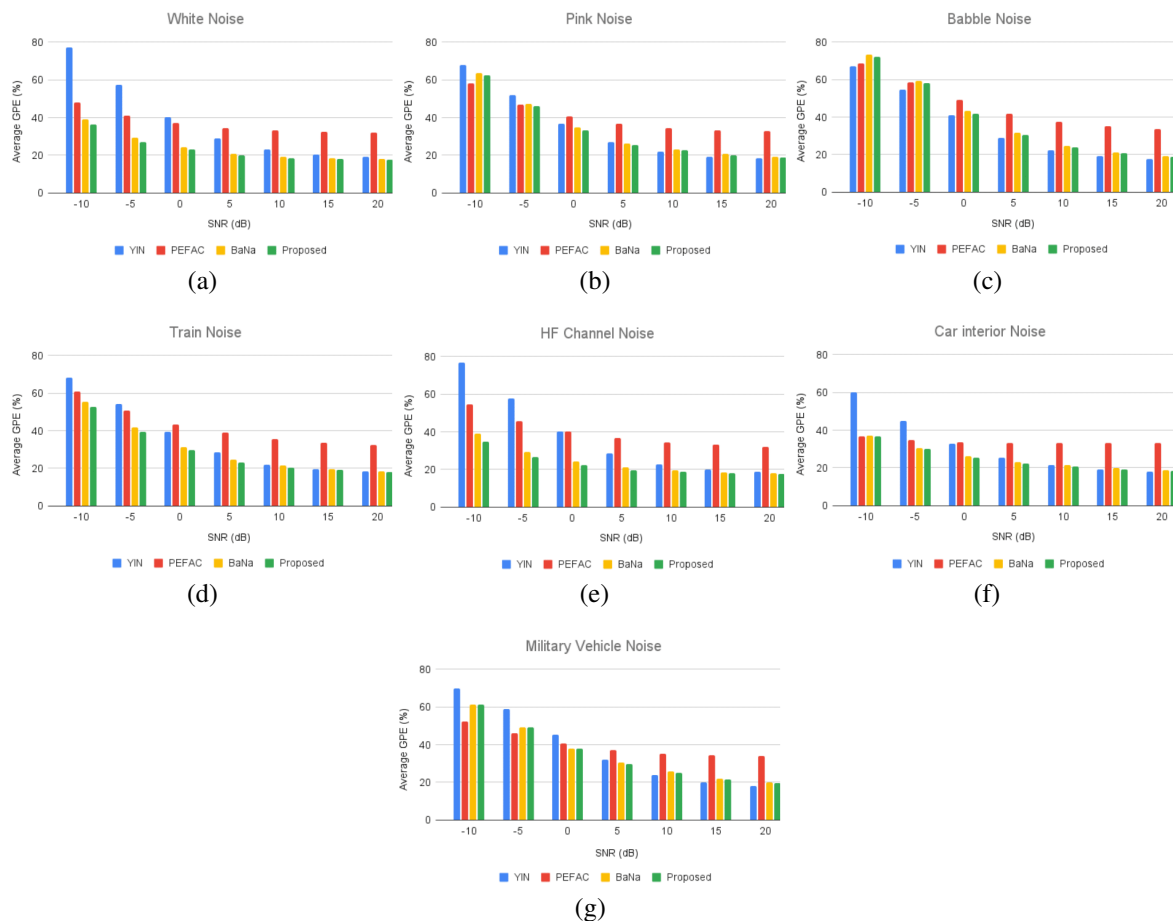 White Noise
80
60
40
20
0
Average GPE (%)
-10 -5 0 5 10 15 20
SNR (dB)
YIN PEFAC BaNa Proposed
(a)
Pink Noise
80
60
40
20
0
Average GPE (%)
-10 -5 0 5 10 15 20
SNR (dB)
YIN PEFAC BaNa Proposed
(b)
Babble Noise
80
60
40
20
0
Average GPE (%)
-10 -5 0 5 10 15 20
SNR (dB)
YIN PEFAC BaNa Proposed
(c)
Train Noise
80
60
40
20
0
Average GPE (%)
-10 -5 0 5 10 15 20
SNR (dB)
YIN PEFAC BaNa Proposed
(d)
HF Channel Noise
80
60
40
20
0
Average GPE (%)
-10 -5 0 5 10 15 20
SNR (dB)
YIN PEFAC BaNa Proposed
(e)
Car interior Noise
80
60
40
20
0
Average GPE (%)
-10 -5 0 5 10 15 20
SNR (dB)
YIN PEFAC BaNa Proposed
(f)
Military Vehicle Noise
80
60
40
20
0
Average GPE (%)
-10 -5 0 5 10 15 20
SNR (dB)
YIN PEFAC BaNa Proposed
(g)